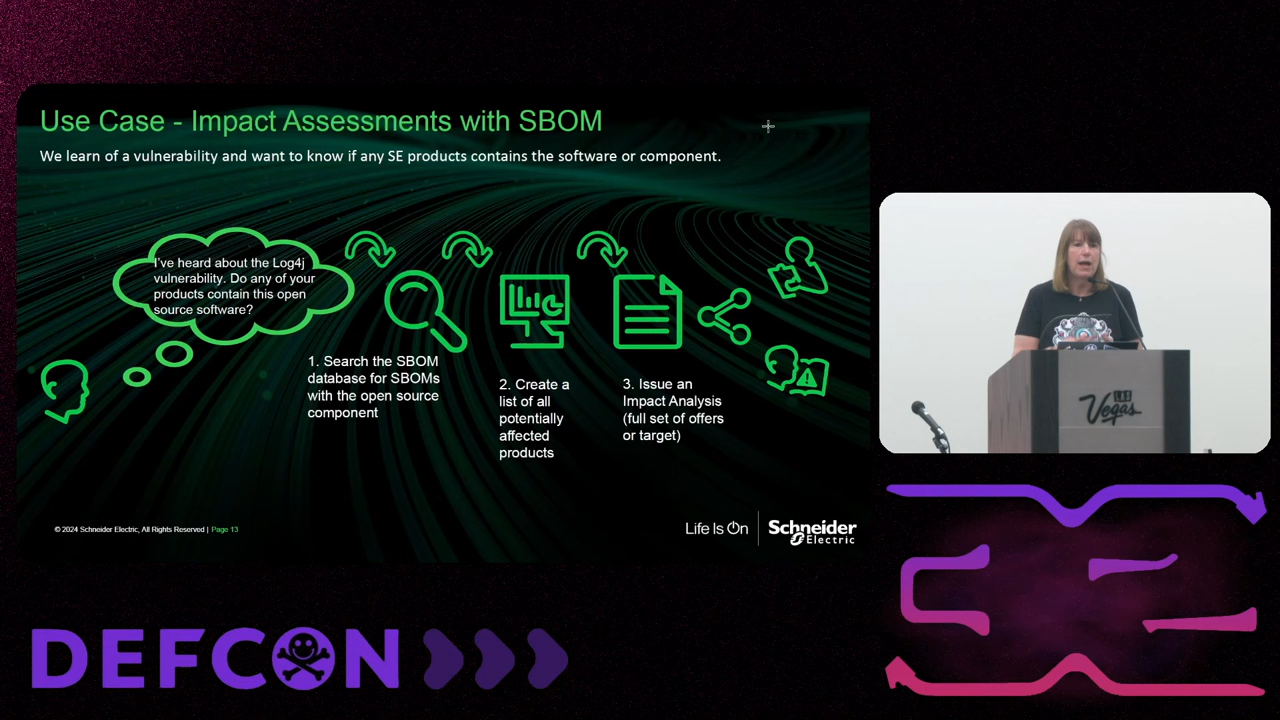 Use Case - Impact Assessments with SBOM
We learn of a vulnerability and want to know if any SE products contains the software or component.
I've heard about the Log4j
vulnerability. Do any of your
products contain this open
source software?
1. Search the SBOM
database for SBOMs
with the open source
component
2. Create a
list of all
potentially
affected
products
3. Issue an
Impact Analysis
(full set of offers
or target)
© 2024 Schneider Electric, All Rights Reserved | Page 13
Life Is On
Schneider
Electric
LAS
Vegas
DEFCON